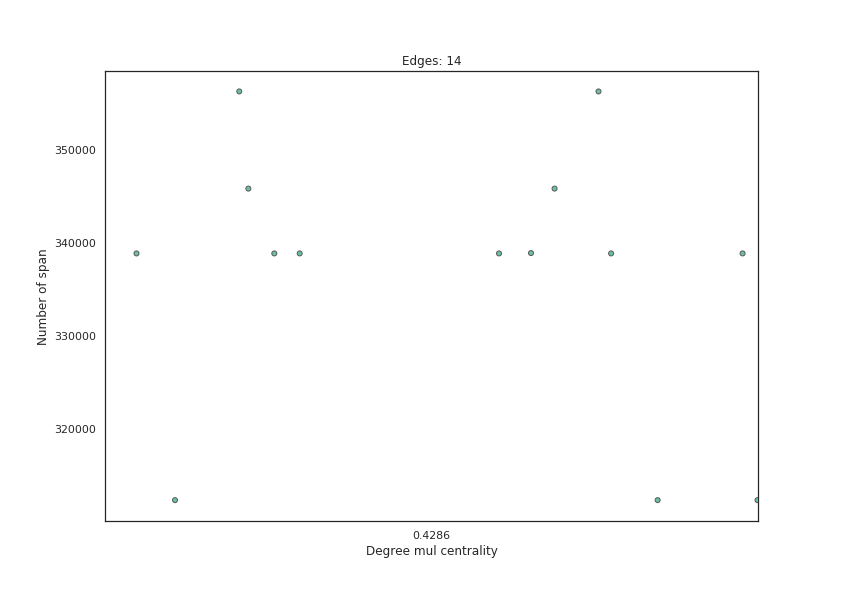 Edges: 14
350000
340000
330000
320000
Number of span
0.4286
Degree mul centrality